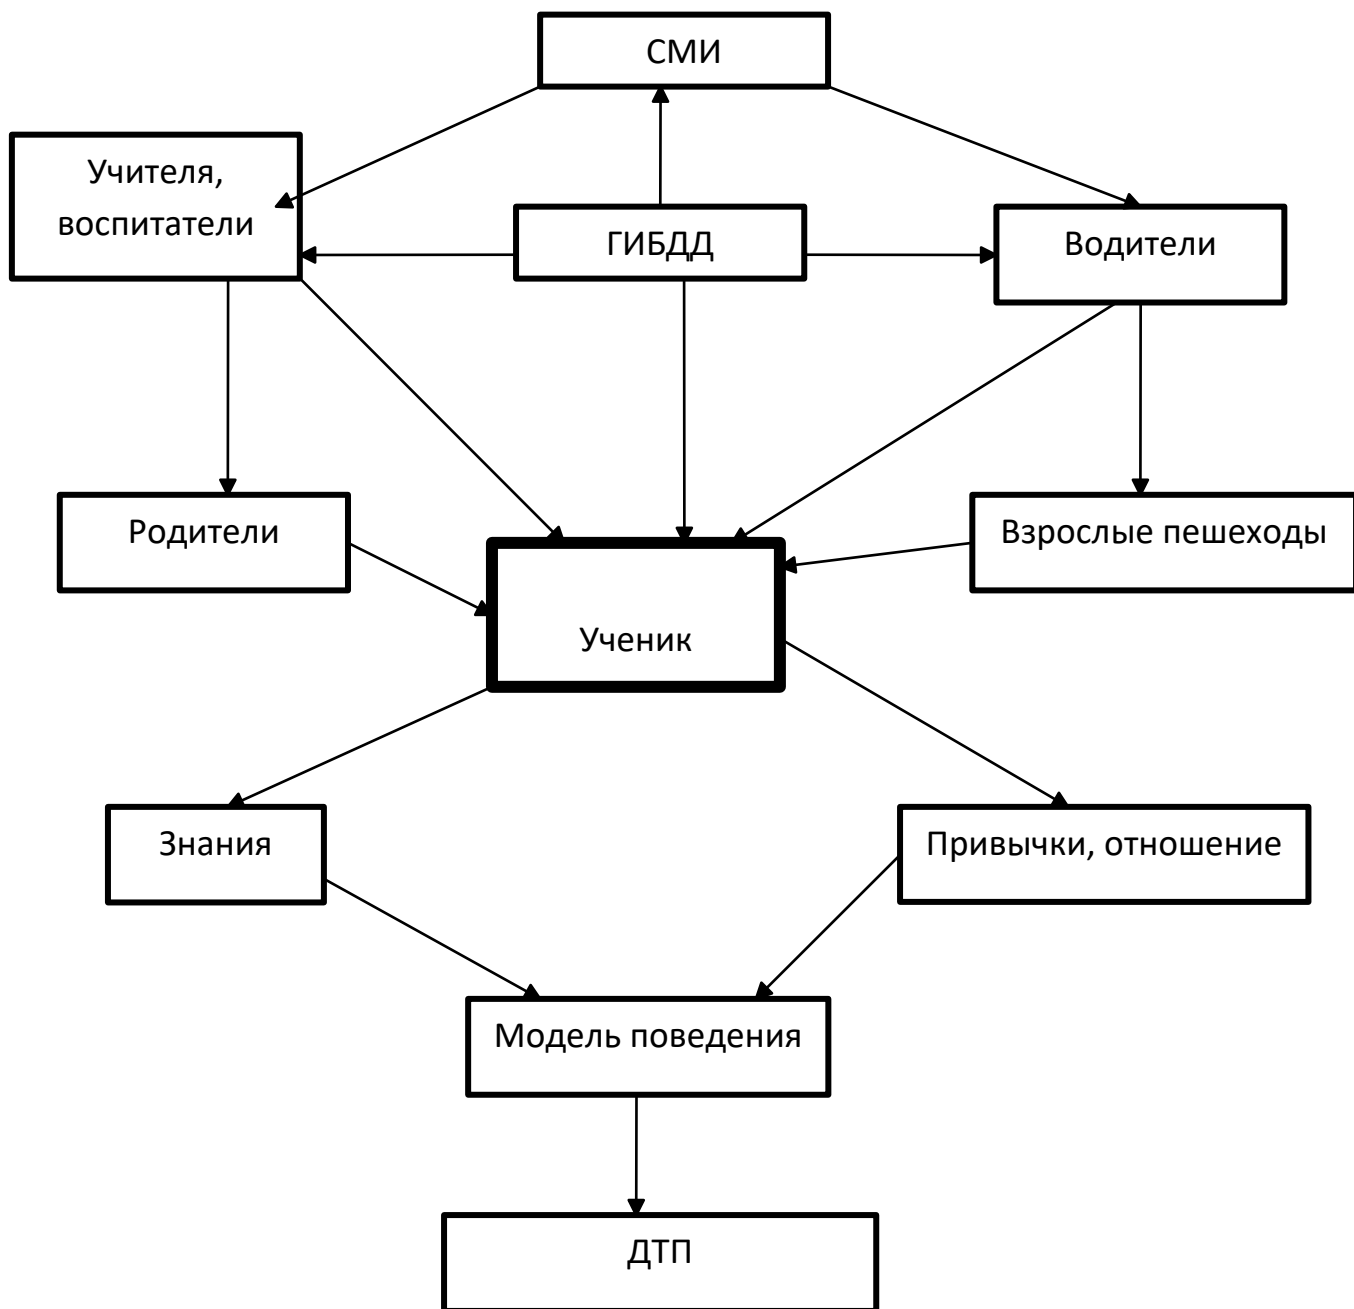 СМИ
Учителя,
воспитатели
ГИБДД
Водители
Родители
Взрослые пешеходы
Ученик
Знания
Привычки, отношение
Модель поведения
ДТП